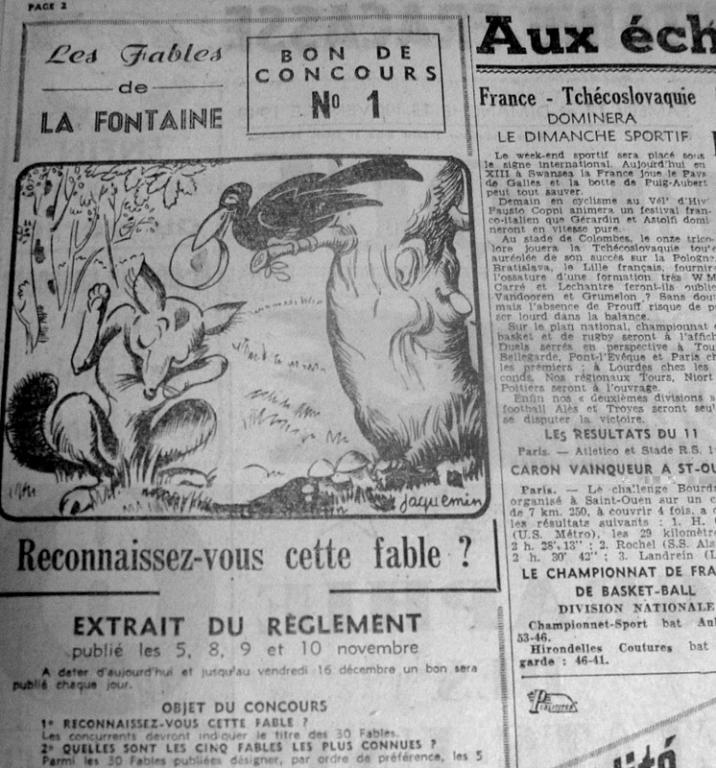 PAGE 2
Les Fables
de
LA FONTAINE
BON DE
CONCOURS
Nº 1
Jaquemin
Reconnaissez-vous cette fable ?
EXTRAIT DU RÈGLEMENT
publié les 5, 8, 9 et 10 novembre
A dater d'aujourd'hui et jusqu'au vendredi 16 décembre un bon sera
publié chaque jour.
OBJET DU CONCOURS
1º RECONNAISSEZ-VOUS CETTE FABLE ?
Les concurrents devront indiquer le titre des 30 Fables.
2º QUELLES SONT LES CINQ FABLES LES PLUS CONNUES ?
Parmi les 30 Fables publiées désigner, par ordre de préférence, les 5
Aux éch
France - Tchécoslovaquie
DOMINERA
LE DIMANCHE SPORTIF
Le week-end sportif sera placé sous
le signe international. Aujourd'hui en
XIII à Swansea la France joue le Pays
de Galles et la botte de Puig-Aubert
peut tout sauver.
Demain en cyclisme au Vél' d'Hiv'
Fausto Coppi animera un festival fran-
co-italien que Gérardin et Astolfi domi
neront en vitesse pure.
Au stade de Colombes, le onze trico-
lore jouera la Tchécoslovaquie
auréolée de son succès sur la Pologne
Bratislava, le Lille français, fournir
l'ossature d'une formation très W.M
Carré et Lechantre feront-ils oublie
Vandooren et Grumelon ? Sans dout
mais l'absence de Prouff risque de p
ser lourd dans la balance.
Sur le plan national, championnat
basket et de rugby seront à l'affich
Duels serrés en perspective à Tou
Bellegarde, Pont-l'Evêque et Paris ch
les premiers ; à Lourdes chez les
conds. Nos régionaux Tours, Niort
Poitiers seront à l'ouvrage.
Enfin nos « deuxièmes divisions »
football Alès et Troyes seront seul
se disputer la victoire.
LES RESULTATS DU 11
Paris. — Atletico et Stade R.S. 1
CARON VAINQUEUR A ST-OU
Paris. — Le challenge Bourd
organisé à Saint-Ouen sur un c
de 7 km. 250, à couvrir 4 fois, a
les résultats suivants : 1. H.
(U.S. Métro), les 29 kilomètr
2 h. 28' 13'' ; 2. Rochel (S.S. Ala
2 h. 30' 42'' ; 3. Landrein (L
LE CHAMPIONNAT DE FRA
DE BASKET-BALL
DIVISION NATIONALE
Championnet-Sport bat Au
53-46.
Hirondelles Coutures bat
garde : 46-41.